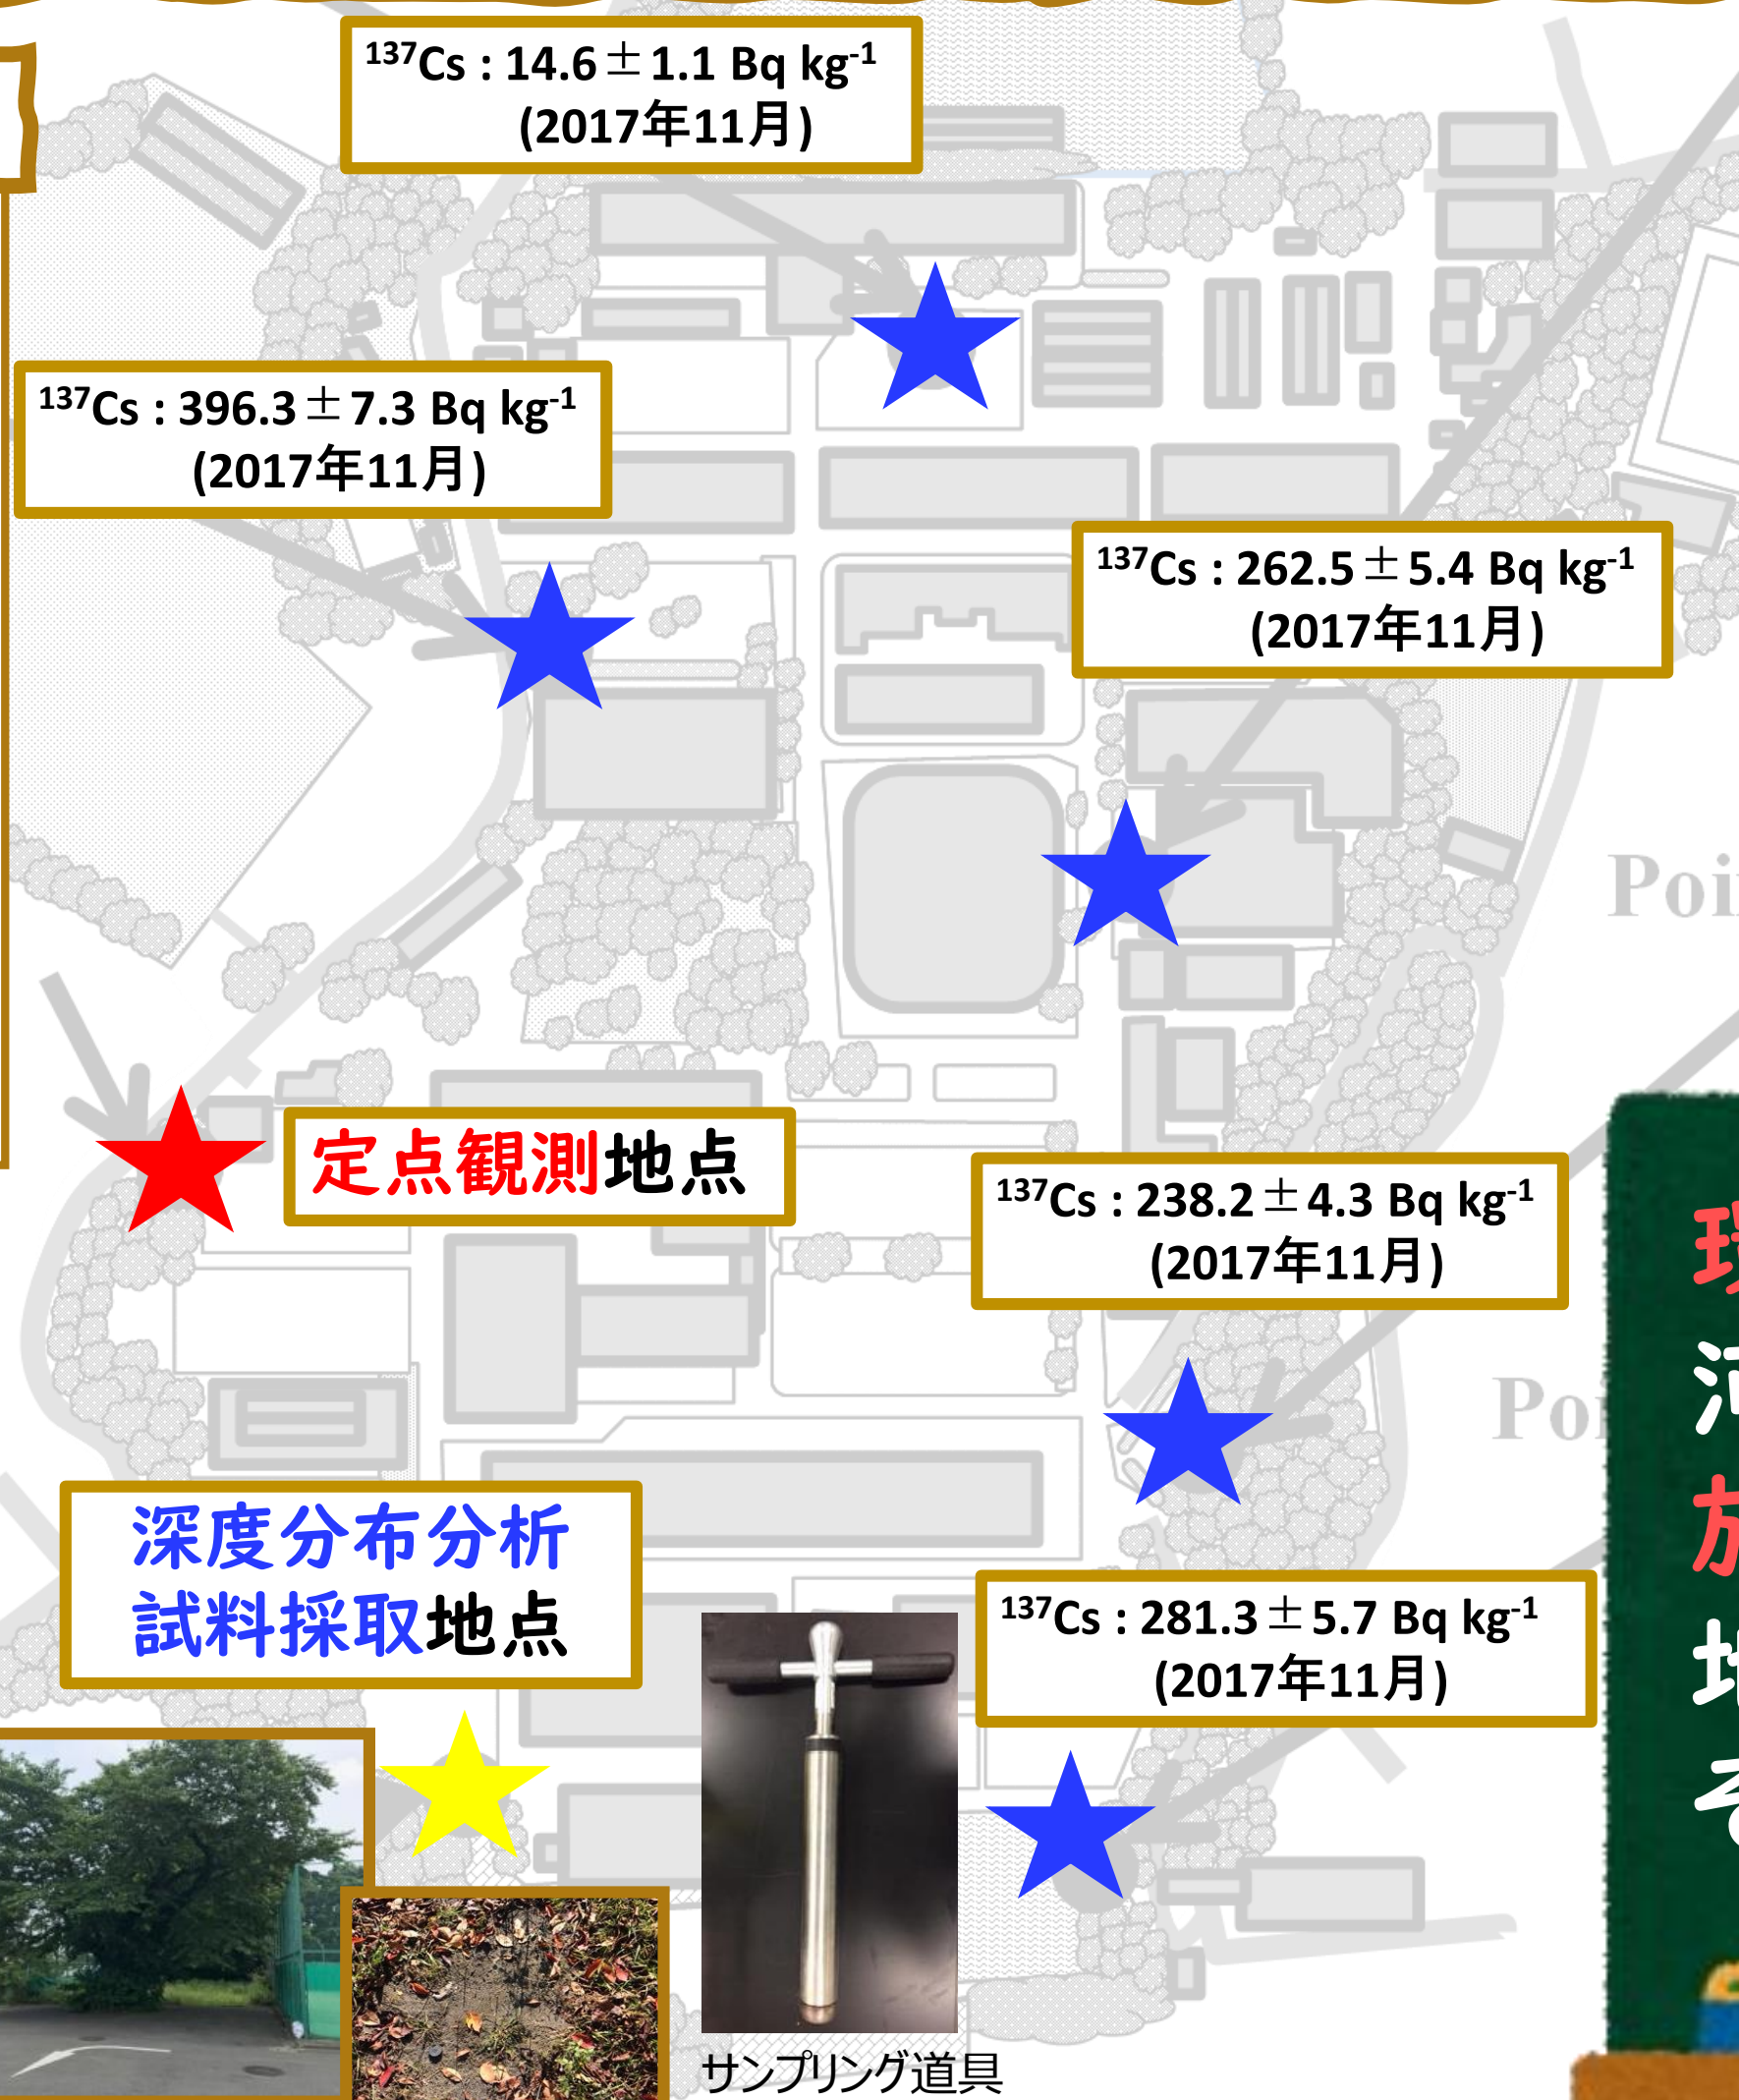 ¹³⁷Cs : 14.6 ± 1.1 Bq kg⁻¹
(2017年11月)
¹³⁷Cs : 396.3 ± 7.3 Bq kg⁻¹
(2017年11月)
¹³⁷Cs : 262.5 ± 5.4 Bq kg⁻¹
(2017年11月)
定点観測地点
¹³⁷Cs : 238.2 ± 4.3 Bq kg⁻¹
(2017年11月)
深度分布分析
試料採取地点
¹³⁷Cs : 281.3 ± 5.7 Bq kg⁻¹
(2017年11月)
サンプリング道具
地
そ